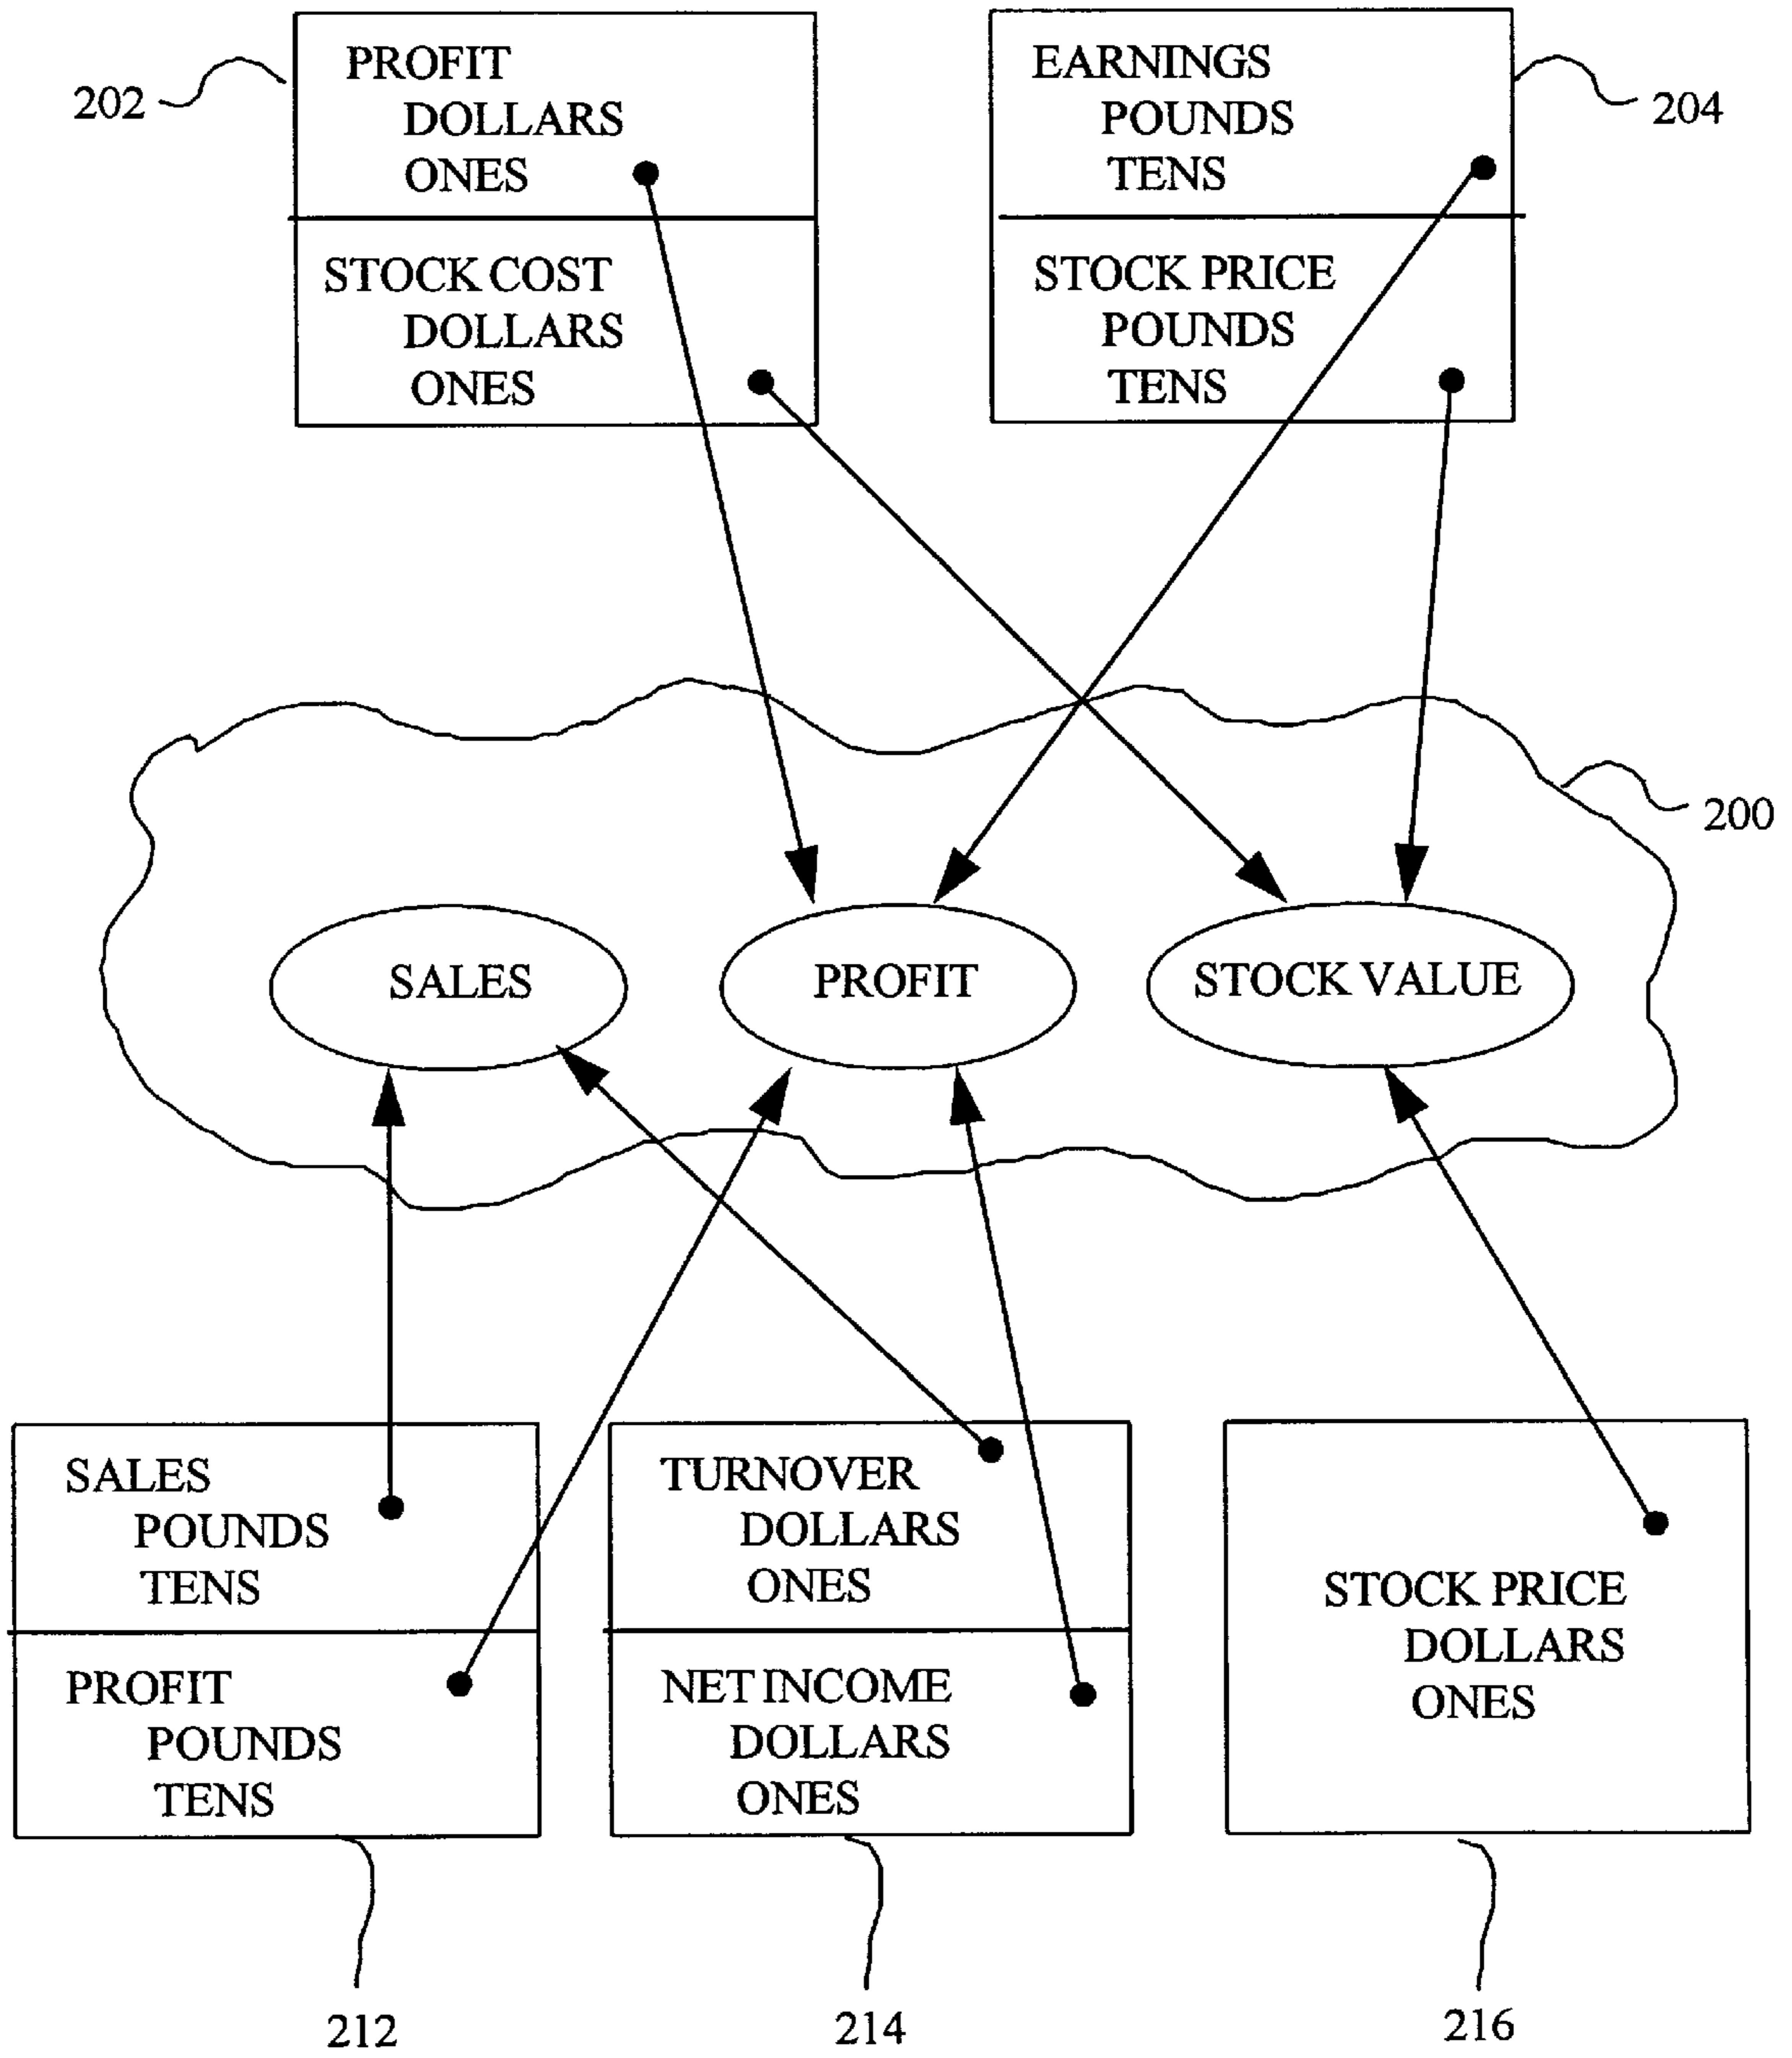 PROFIT
DOLLARS
ONES
STOCK COST
DOLLARS
ONES
202
EARNINGS
POUNDS
TENS
STOCK PRICE
POUNDS
TENS
204
200
SALES
PROFIT
STOCK VALUE
SALES
POUNDS
TENS
PROFIT
POUNDS
TENS
TURNOVER
DOLLARS
ONES
NET INCOME
DOLLARS
ONES
STOCK PRICE
DOLLARS
ONES
212
214
216